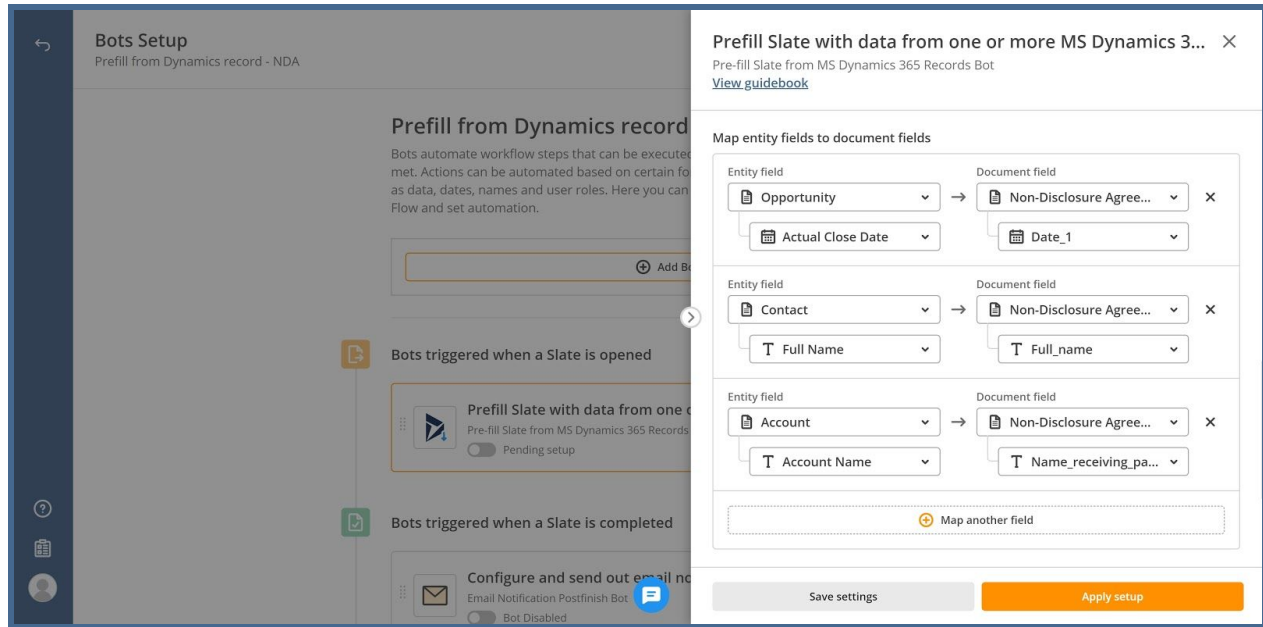 Bots Setup
Prefill from Dynamics record - NDA
Prefill from Dynamics record
Bots automate workflow steps that can be executed
met. Actions can be automated based on certain fo
as data, dates, names and user roles. Here you can
Flow and set automation.
Add Bo
Bots triggered when a Slate is opened
Prefill Slate with data from one o
Pre-fill Slate from MS Dynamics 365 Records
Pending setup
Bots triggered when a Slate is completed
Configure and send out email no
Email Notification Postfinish Bot
Bot Disabled
Prefill Slate with data from one or more MS Dynamics 3...
Pre-fill Slate from MS Dynamics 365 Records Bot
View guidebook
Map entity fields to document fields
Entity field Document field
Opportunity → Non-Disclosure Agree...
Actual Close Date Date_1
Entity field Document field
Contact → Non-Disclosure Agree...
Full Name Full_name
Entity field Document field
Account → Non-Disclosure Agree...
Account Name Name_receiving_pa...
Map another field
Save settings Apply setup